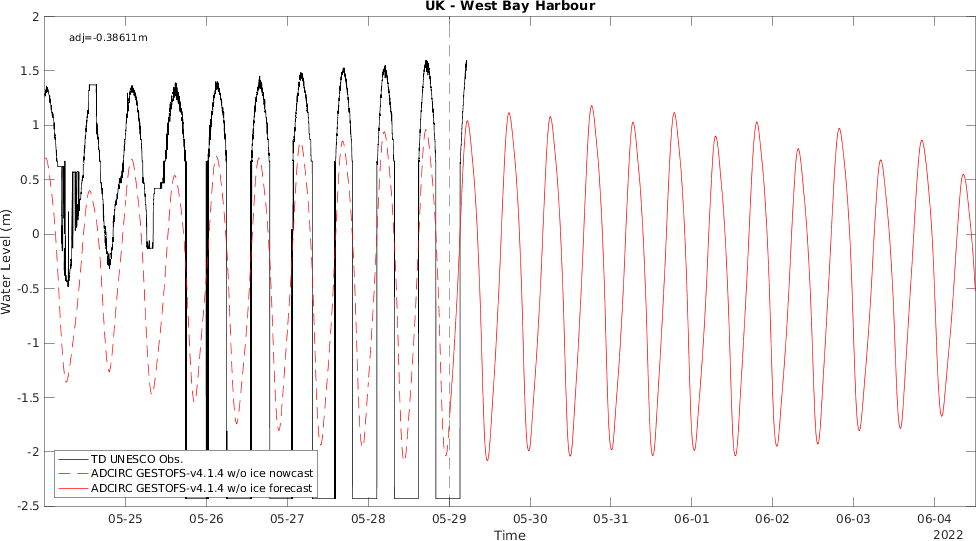 UK - West Bay Harbour
adj=-0.38611m
2
1.5
1
0.5
0
-0.5
-1
-1.5
-2
-2.5
Water Level (m)
TD UNESCO Obs.
ADCIRC GESTOFS-v4.1.4 w/o ice nowcast
ADCIRC GESTOFS-v4.1.4 w/o ice forecast
05-25 05-26 05-27 05-28 05-29 05-30 05-31 06-01 06-02 06-03 06-04
Time
2022